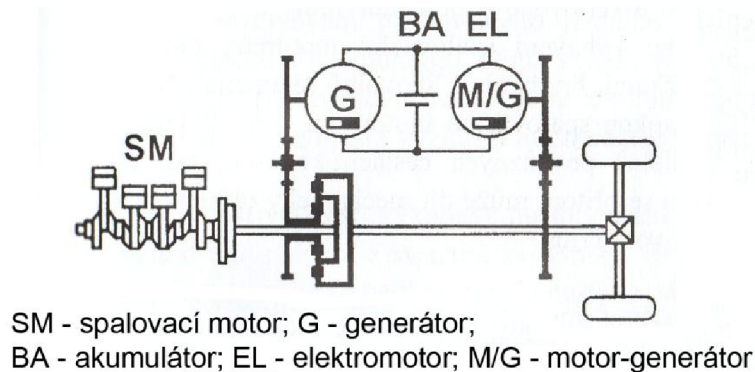 BA EL
G
M/G
SM
SM - spalovací motor; G - generátor;
BA - akumulátor; EL - elektromotor; M/G - motor-generátor